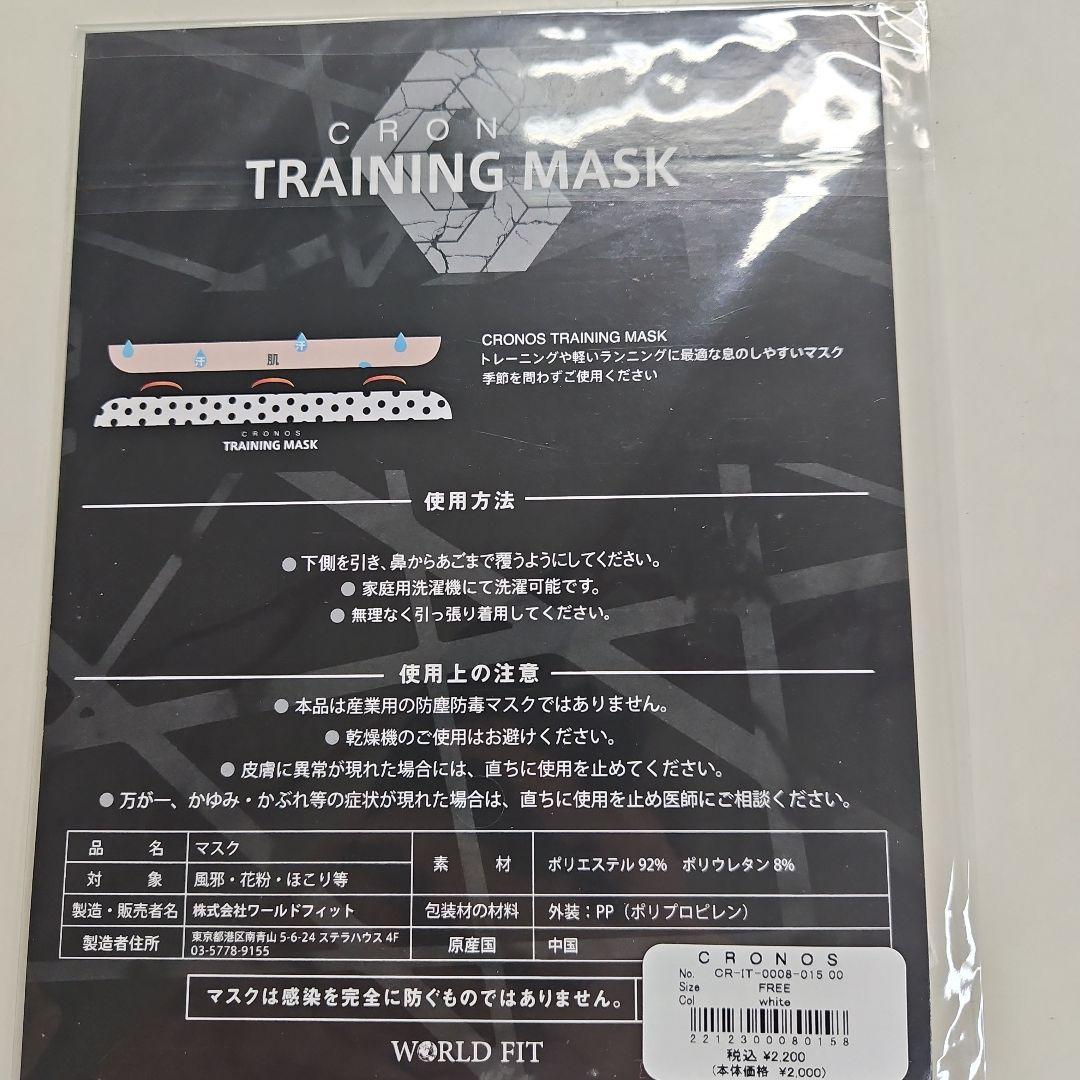 CRON
TRAINING MASK
CRONOS TRAINING MASK
トレーニングや軽いランニングに最適な息のしやすいマスク
季節を問わずご使用ください
汗
汗
肌
CRONOS
TRAINING MASK
使用方法
●下側を引き、鼻からあごまで覆うようにしてください。
●家庭用洗濯機にて洗濯可能です。
●無理なく引っ張り着用してください。
使用上の注意
●本品は産業用の防塵防毒マスクではありません。
●乾燥機のご使用はお避けください。
●皮膚に異常が現れた場合には、直ちに使用を止めてください。
●万が一、かゆみ・かぶれ等の症状が現れた場合は、直ちに使用を止め医師にご相談ください。
品名 マスク
対象 風邪・花粉・ほこり等
製造・販売者名 株式会社ワールドフィット
製造者住所 東京都港区南青山 5-6-24 ステラハウス 4F
03-5778-9155
素材 ポリエステル 92% ポリウレタン 8%
包装材の材料 外装：PP（ポリプロピレン）
原産国 中国
マスクは感染を完全に防ぐものではありません。
WORLD FIT
CRONOS
No. CR-IT-0008-015 00
Size FREE
Col white
2212300080158
税込 ¥2,200
(本体価格 ¥2,000)